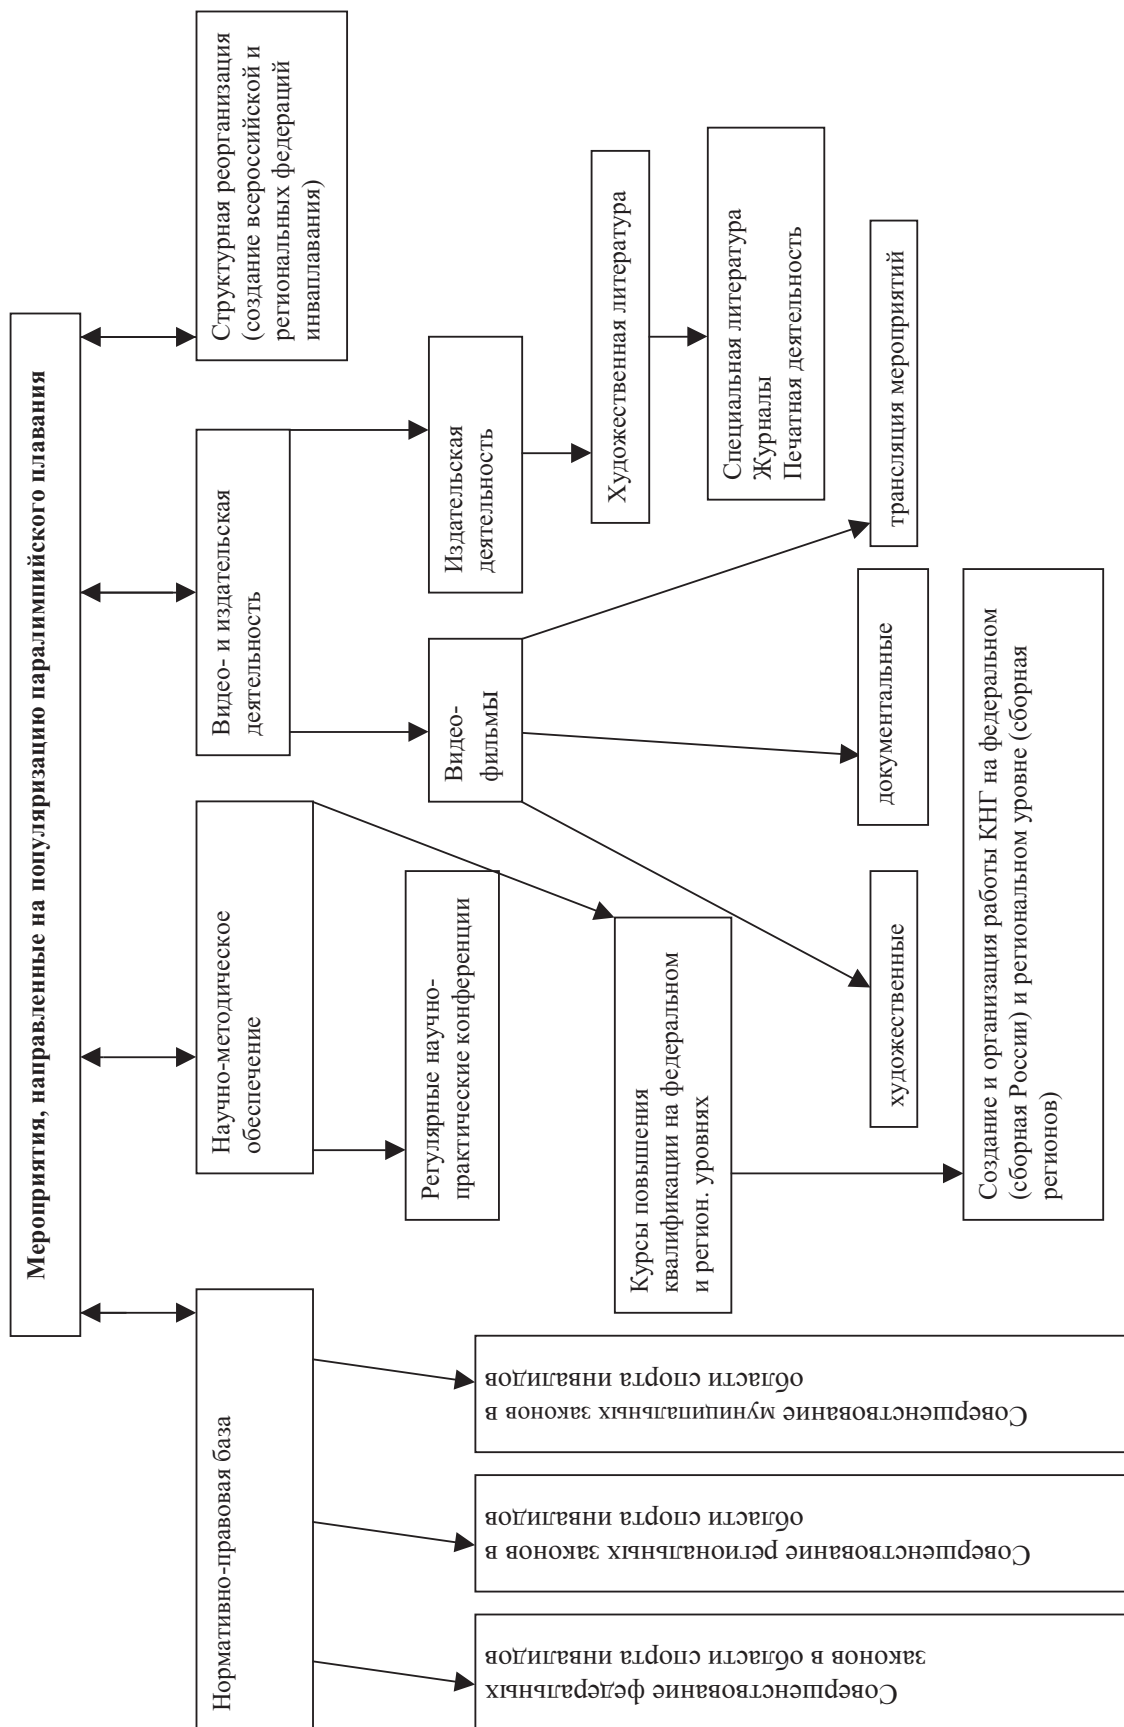 Мероприятия, направленные на популяризацию паралимпийского плавания
Нормативно-правовая база
Научно-методическое
обеспечение
Видео- и издательская
деятельность
Структурная реорганизация
(создание всероссийской и
региональных федераций
инваплавания)
Совершенствование федеральных
законов в области спорта инвалидов
Совершенствование региональных законов в
области спорта инвалидов
Совершенствование муниципальных законов в
области спорта инвалидов
Регулярные научно-
практические конференции
Курсы повышения
квалификации на федеральном
и регион. уровнях
Видео-
фильмы
Издательская
деятельность
Художественная литература
Специальная литература
Журналы
Печатная деятельность
художественные
документальные
трансляция мероприятий
Создание и организация работы КНГ на федеральном
(сборная России) и региональном уровне (сборная
регионов)